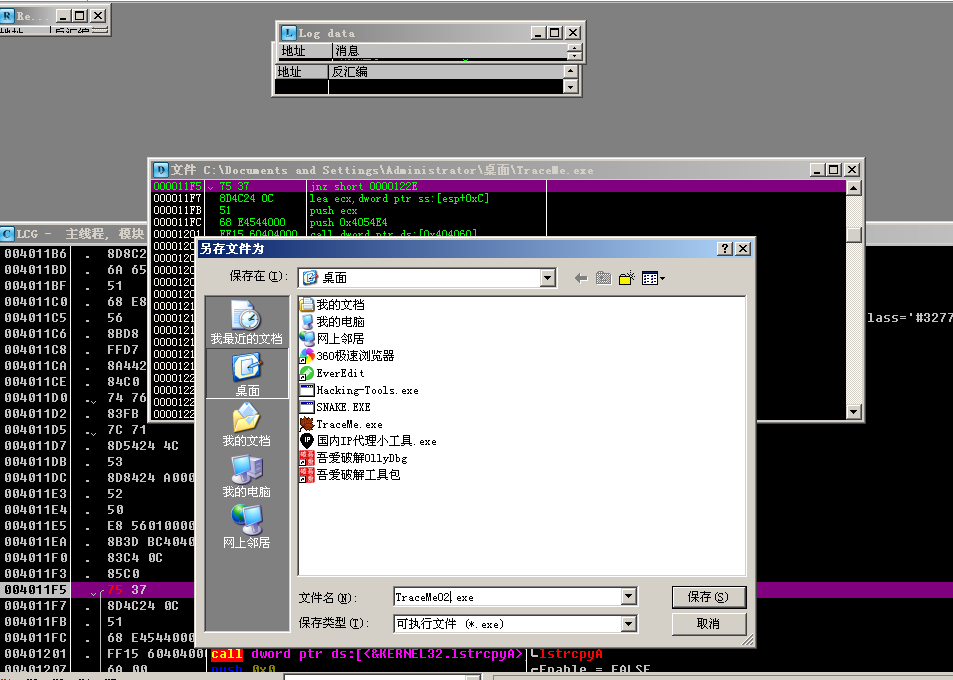 Re...
地址 反汇编
Log data
地址 消息
地址 反汇编
文件 C:\Documents and Settings\Administrator\桌面\TraceMe.exe
000011F5 75 37 jnz short 0000122E
000011F7 8D4C24 0C lea ecx,dword ptr ss:[esp+0xC]
000011FB 51 push ecx
000011FC 68 E4544000 push 0x4054E4
00001201 FF15 60404000 call dword ptr ds:[0x404060]
LCG - 主线程, 模块
004011B6 . 8D8C2
004011BD . 6A 65
004011BF . 51
004011C0 . 68 E8
004011C5 . 56
004011C6 . 8BD8
004011C8 . FFD7
004011CA . 8A442
004011CE . 84C0
004011D0 . 74 76
004011D2 . 83FB
004011D5 . 7C 71
004011D7 . 8D5424 4C
004011DB . 53
004011DC . 8D8424 A000
004011E3 . 52
004011E4 . 50
004011E5 . E8 56010000
004011EA . 8B3D BC4040
004011F0 . 83C4 0C
004011F3 . 85C0
004011F5 75 37
004011F7 . 8D4C24 0C
004011FB . 51
004011FC . 68 E4544000
00401201 . FF15 60404000 call dword ptr ds:[<&KERNEL32.lstrcpyA> lstrcpyA
00401207 . 6A 00 push 0x0 Enable = FALSE
lass='#3277
另存文件为
保存在(I): 桌面
我最近的文档
桌面
我的文档
我的电脑
网上邻居
我的文档
我的电脑
网上邻居
360极速浏览器
EverEdit
Hacking-Tools.exe
SNAKE.EXE
TraceMe.exe
国内IP代理小工具.exe
吾爱破解OllyDbg
吾爱破解工具包
文件名(N): TraceMe02.exe 保存(S)
保存类型(T): 可执行文件 (*.exe) 取消